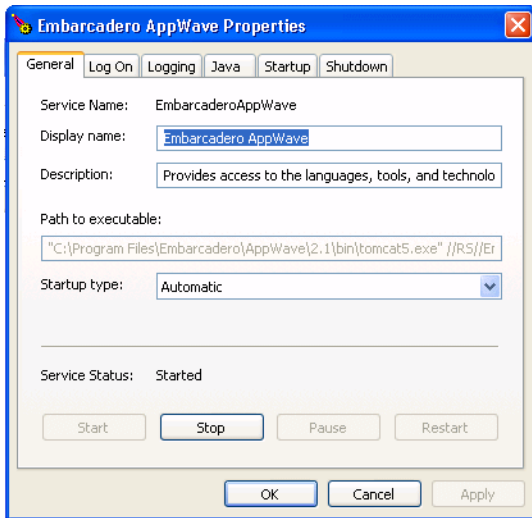 Embarcadero AppWave Properties
General Log On Logging Java Startup Shutdown
Service Name: EmbarcaderoAppWave
Display name: Embarcadero AppWave
Description: Provides access to the languages, tools, and technolo
Path to executable:
"C:\Program Files\Embarcadero\AppWave\2.1\bin\tomcat5.exe" //RS//Er
Startup type: Automatic
Service Status: Started
Start Stop Pause Restart
OK Cancel Apply